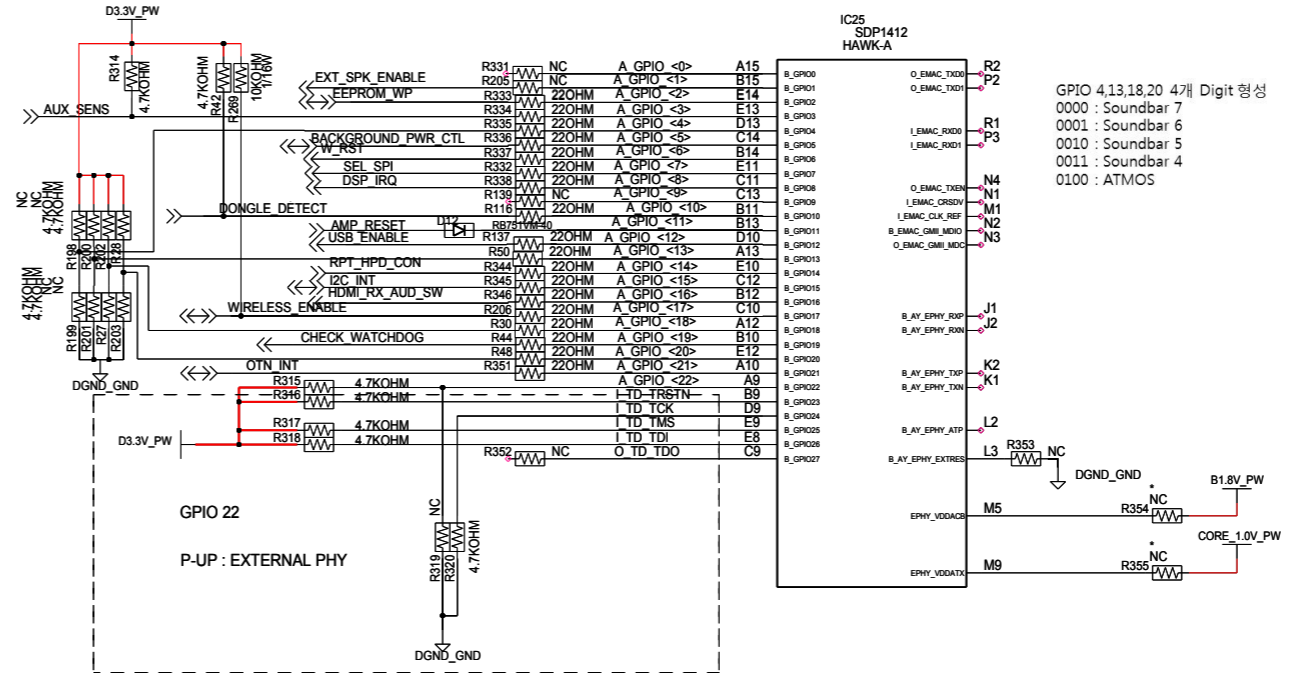 D3.3V_PW
R314
4.7KOHM
4.7KOHM
R42
R269
10KOHM
1/16W
AUX_SENS
EXT_SPK_ENABLE
EEPROM_WP
BACKGROUND_PWR_CTL
W_RST
SEL_SPI
DSP_IRQ
DONGLE_DETECT
AMP_RESET
D12
RB751VM-40
USB_ENABLE
RPT_HPD_CON
I2C_INT
HDMI_RX_AUD_SW
WIRELESS_ENABLE
CHECK_WATCHDOG
OTN_INT
NC
NC
4.7KOHM
4.7KOHM
R198
R200
R202
R28
4.7KOHM
4.7KOHM
NC
NC
R199
R201
R27
R203
DGND_GND
IC25
SDP1412
HAWK-A
R331 NC A_GPIO_<0> A15 B_GPIO0
R205 NC A_GPIO_<1> B15 B_GPIO1
R333 22OHM A_GPIO_<2> E14 B_GPIO2
R334 22OHM A_GPIO_<3> E13 B_GPIO3
R335 22OHM A_GPIO_<4> D13 B_GPIO4
R336 22OHM A_GPIO_<5> C14 B_GPIO5
R337 22OHM A_GPIO_<6> B14 B_GPIO6
R332 22OHM A_GPIO_<7> E11 B_GPIO7
R338 22OHM A_GPIO_<8> C11 B_GPIO8
R139 NC A_GPIO_<9> C13 B_GPIO9
R116 22OHM A_GPIO_<10> B11 B_GPIO10
A_GPIO_<11> B13 B_GPIO11
R137 22OHM A_GPIO_<12> D10 B_GPIO12
R50 22OHM A_GPIO_<13> A13 B_GPIO13
R344 22OHM A_GPIO_<14> E10 B_GPIO14
R345 22OHM A_GPIO_<15> C12 B_GPIO15
R346 22OHM A_GPIO_<16> B12 B_GPIO16
R206 22OHM A_GPIO_<17> C10 B_GPIO17
R30 22OHM A_GPIO_<18> A12 B_GPIO18
R44 22OHM A_GPIO_<19> B10 B_GPIO19
R48 22OHM A_GPIO_<20> E12 B_GPIO20
R351 22OHM A_GPIO_<21> A10 B_GPIO21
R315 4.7KOHM A_GPIO_<22> A9 B_GPIO22
R316 4.7KOHM I_TD_TRSTN B9 B_GPIO23
I_TD_TCK D9 B_GPIO24
R317 4.7KOHM I_TD_TMS E9 B_GPIO25
R318 4.7KOHM I_TD_TDI E8 B_GPIO26
R352 NC O_TD_TDO C9 B_GPIO27
D3.3V_PW
GPIO 22
P-UP : EXTERNAL PHY
NC
R319
R320
4.7KOHM
DGND_GND
O_EMAC_TXD0 R2
O_EMAC_TXD1 P2
I_EMAC_RXD0 R1
I_EMAC_RXD1 P3
O_EMAC_TXEN N4
I_EMAC_CRSDV N1
I_EMAC_CLK_REF M1
B_EMAC_GMII_MDIO N2
O_EMAC_GMII_MDC N3
B_AY_EPHY_RXP J1
B_AY_EPHY_RXN J2
B_AY_EPHY_TXP K2
B_AY_EPHY_TXN K1
B_AY_EPHY_ATP L2
B_AY_EPHY_EXTRES L3 R353 NC
DGND_GND
EPHY_VDDACB M5 R354 * NC B1.8V_PW
EPHY_VDDATX M9 R355 * NC CORE_1.0V_PW
GPIO 4,13,18,20 4개 Digit 형성
0000 : Soundbar 7
0001 : Soundbar 6
0010 : Soundbar 5
0011 : Soundbar 4
0100 : ATMOS